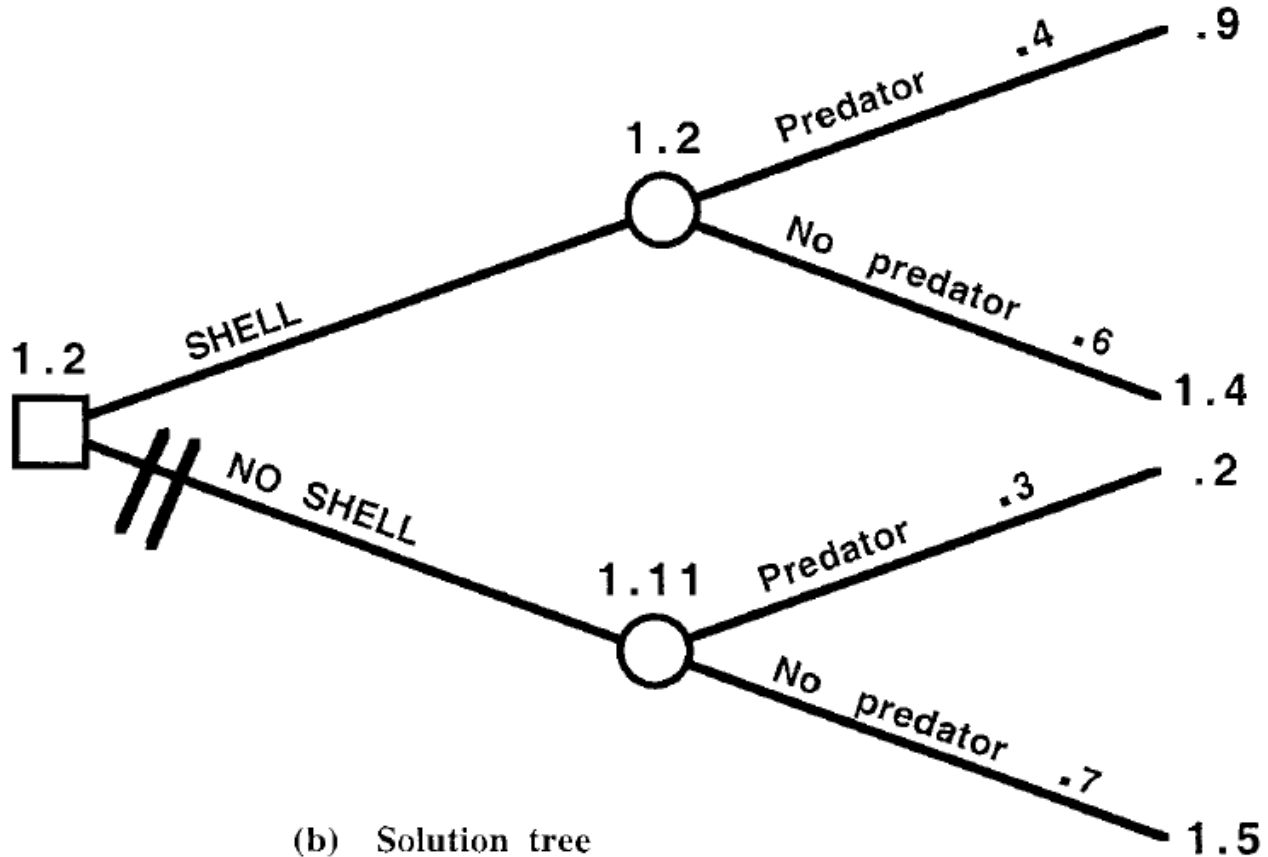 .9
.4
Predator
1.2
No predator
.6
SHELL
1.4
1.2
NO SHELL
.2
.3
Predator
1.11
No predator
.7
1.5
(b) Solution tree